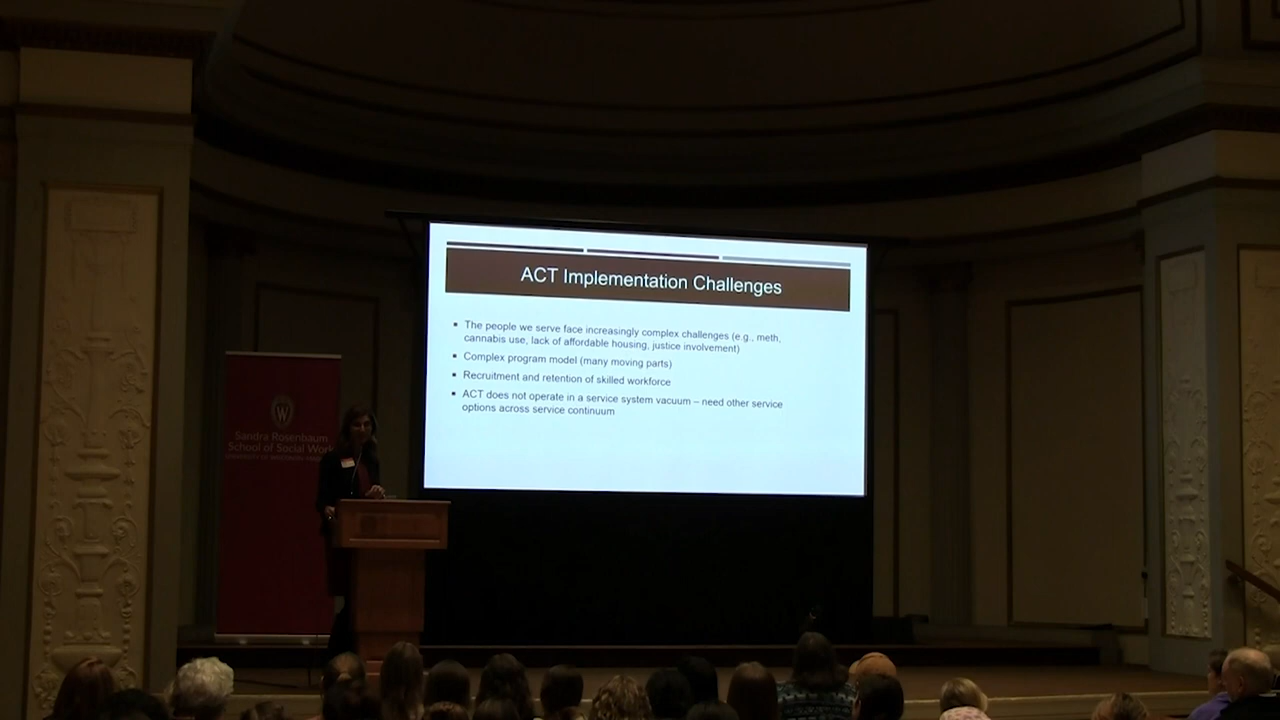 ACT Implementation Challenges
▪ The people we serve face increasingly complex challenges (e.g., meth,
cannabis use, lack of affordable housing, justice involvement)
▪ Complex program model (many moving parts)
▪ Recruitment and retention of skilled workforce
▪ ACT does not operate in a service system vacuum – need other service
options across service continuum
W
Sandra Rosenbaum
School of Social Work